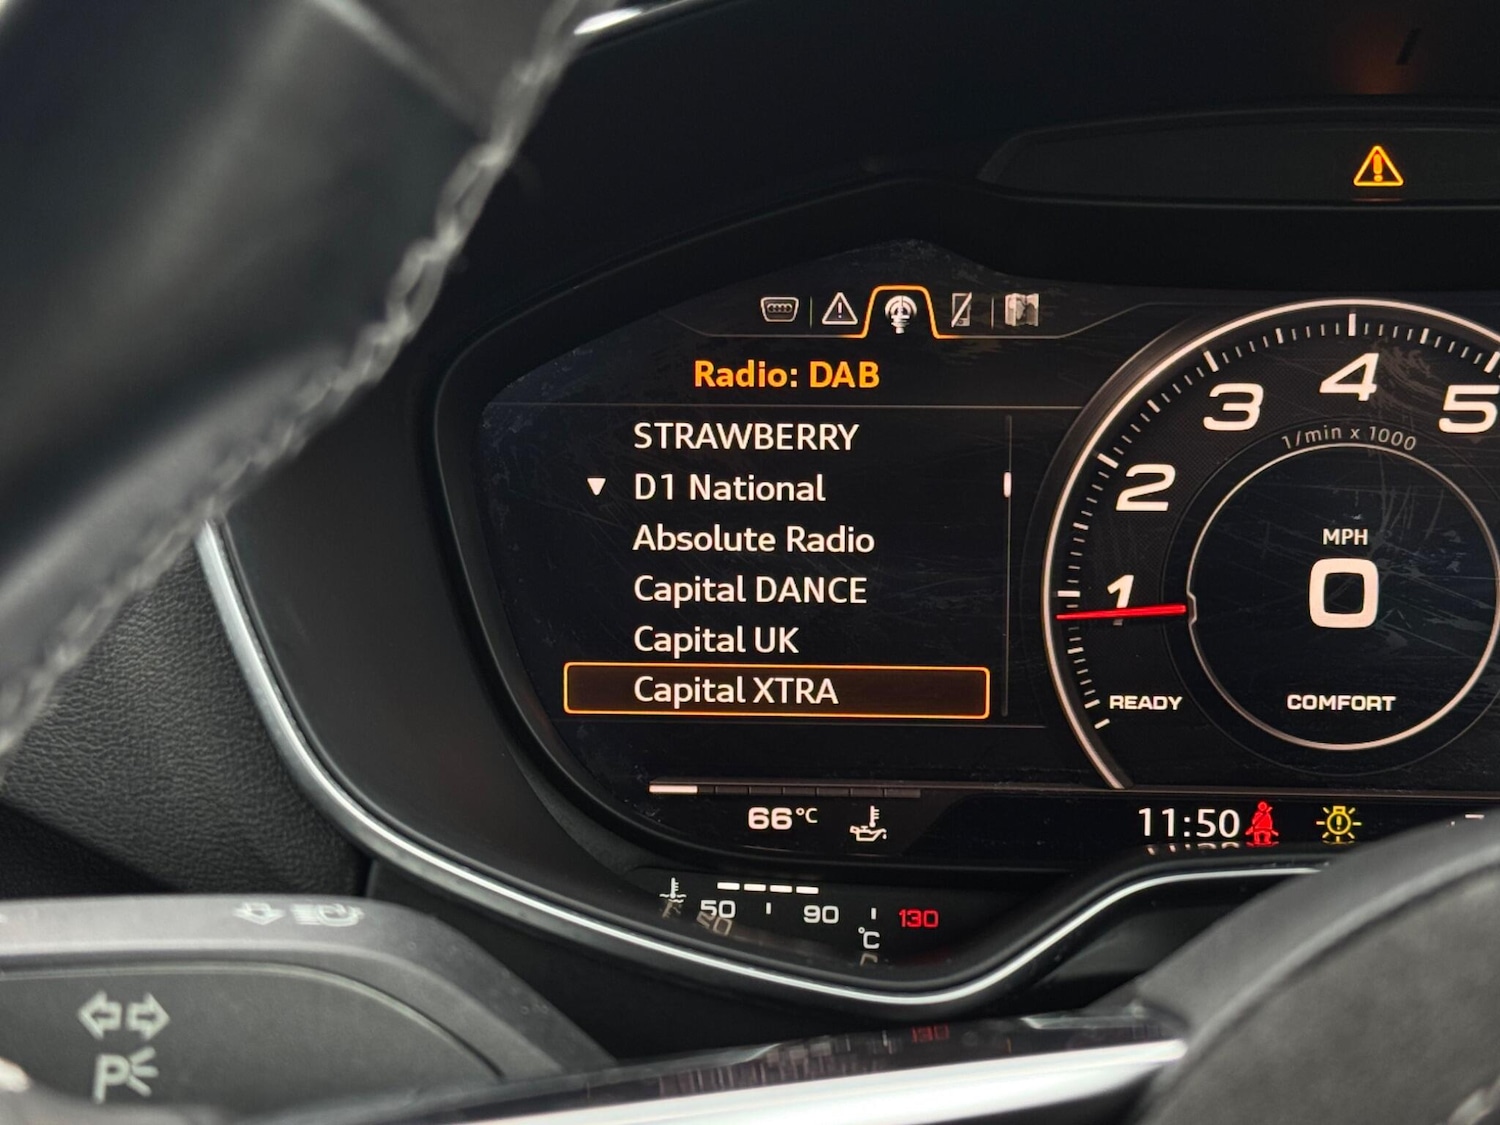 Radio: DAB
STRAWBERRY
D1 National
Absolute Radio
Capital DANCE
Capital UK
Capital XTRA
1 2 3 4 5
1/min x 1000
MPH
0
READY
COMFORT
66°C
11:50
50 90 130
°C
P